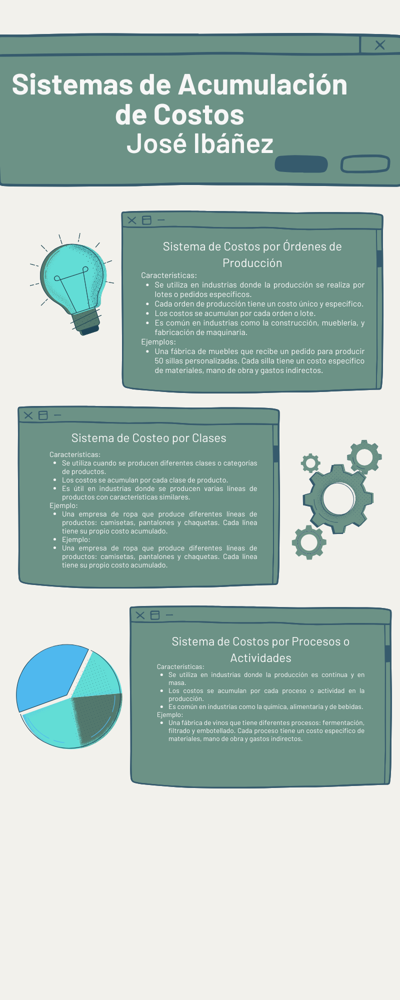 Sistemas de Acumulación
de Costos
José Ibáñez
Sistema de Costos por Órdenes de
Producción
Características:
• Se utiliza en industrias donde la producción se realiza por
lotes o pedidos específicos.
• Cada orden de producción tiene un costo único y específico.
• Los costos se acumulan por cada orden o lote.
• Es común en industrias como la construcción, mueblería, y
fabricación de maquinaria.
Ejemplos:
• Una fábrica de muebles que recibe un pedido para producir
50 sillas personalizadas. Cada silla tiene un costo específico
de materiales, mano de obra y gastos indirectos.
Sistema de Costeo por Clases
Características:
• Se utiliza cuando se producen diferentes clases o categorías
de productos.
• Los costos se acumulan por cada clase de producto.
• Es útil en industrias donde se producen varias líneas de
productos con características similares.
Ejemplo:
• Una empresa de ropa que produce diferentes líneas de
productos: camisetas, pantalones y chaquetas. Cada línea
tiene su propio costo acumulado.
• Ejemplo:
• Una empresa de ropa que produce diferentes líneas de
productos: camisetas, pantalones y chaquetas. Cada línea
tiene su propio costo acumulado.
Sistema de Costos por Procesos o
Actividades
Características:
• Se utiliza en industrias donde la producción es continua y en
masa.
• Los costos se acumulan por cada proceso o actividad en la
producción.
• Es común en industrias como la química, alimentaria y de bebidas.
Ejemplo:
• Una fábrica de vinos que tiene diferentes procesos: fermentación,
filtrado y embotellado. Cada proceso tiene un costo específico de
materiales, mano de obra y gastos indirectos.